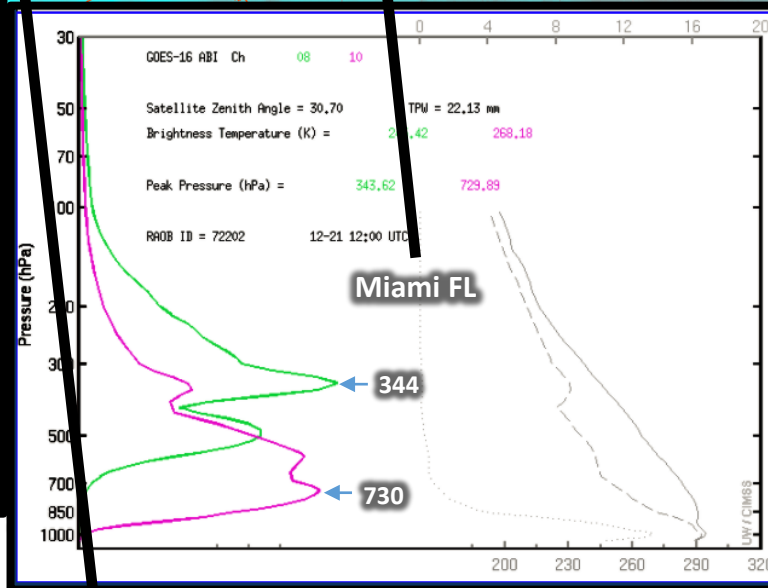 0 4 8 12 16 20
30
GOES-16 ABI Ch 08 10
50
Satellite Zenith Angle = 30.70 TPW = 22.13 mm
Brightness Temperature (K) = .42 268.18
70
Peak Pressure (hPa) = 343.62 729.89
RAOB ID = 72202 12-21 12:00 UTC
Miami FL
Pressure (hPa)
344
500
700
730
850
1000
UW / CIMSS
200 230 260 290 320